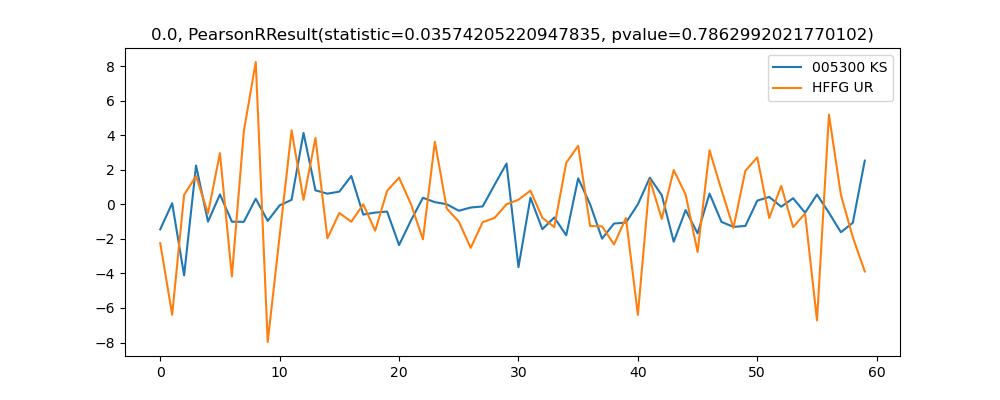 0.0, PearsonRResult(statistic=0.03574205220947835, pvalue=0.7862992021770102)
005300 KS
HFFG UR
8
6
4
2
0
−2
−4
−6
−8
0 10 20 30 40 50 60